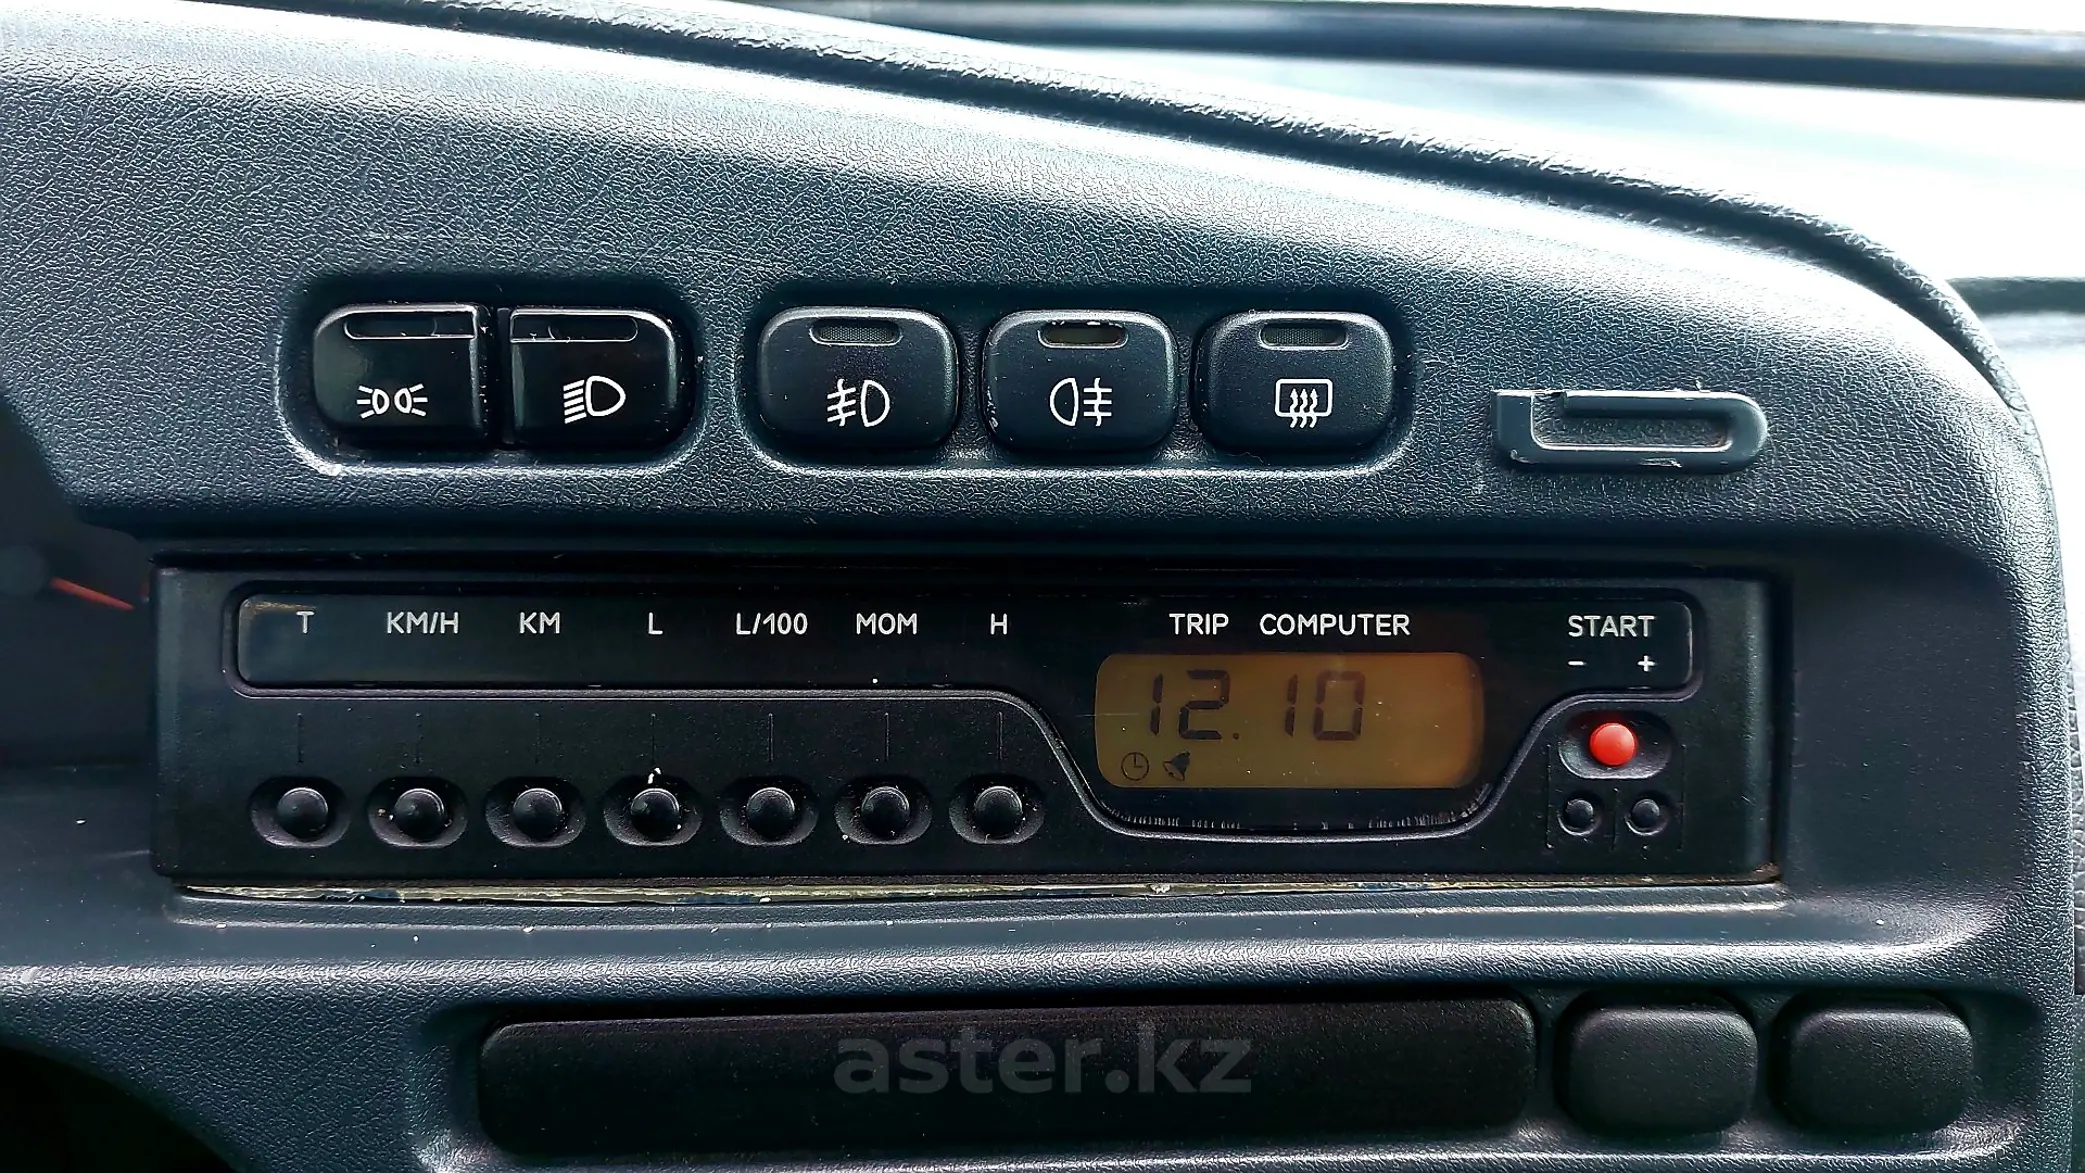 T KM/H KM L L/100 MOM H TRIP COMPUTER START
- +
12.10
aster.kz